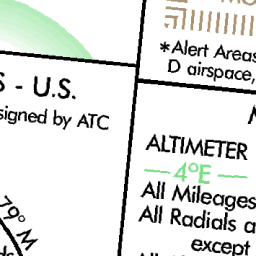 *Alert Areas
D airspace,
S - U.S.
signed by ATC
ALTIMETER
4°E
All Mileages
All Radials a
except
79° M